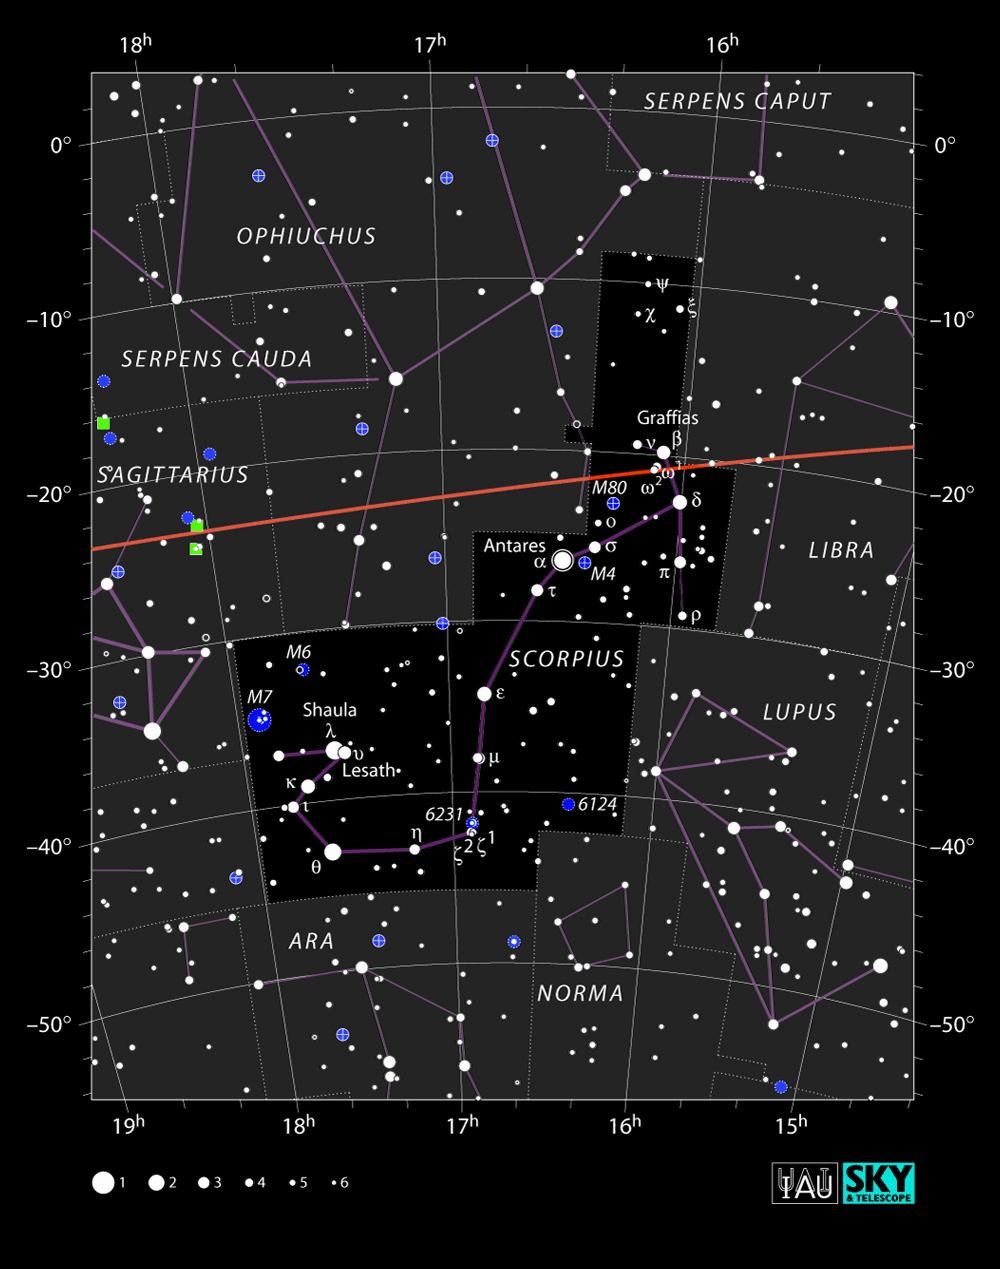 18h 17h 16h
SERPENS CAPUT
0° 0°
OPHIUCHUS
ψ
χ ξ
–10° –10°
SERPENS CAUDA
Graffias
ν β
SAGITTARIUS
ω1
ω2
M80
–20° –20°
δ
ο
Antares σ
α M4 π
LIBRA
τ
ρ
M6
SCORPIUS
–30° –30°
M7
ε
Shaula
λ
υ
Lesath
LUPUS
μ
κ
ι
6231 6124
η
ζ2 ζ1
–40° –40°
θ
ARA
NORMA
–50° –50°
19h 18h 17h 16h 15h
1 2 3 4 5 6
IAU SKY
& TELESCOPE